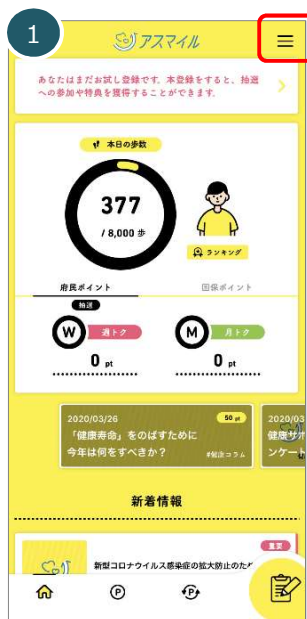 1
アスマイル
あなたはまだお試し登録です。本登録をすると、抽選
への参加や特典を獲得することができます。
本日の歩数
377
/ 8,000 歩
ランキング
府民ポイント
国保ポイント
抽選
W 週トク
M 月トク
0 pt
0 pt
2020/03/26
50 pt
「健康寿命」をのばすために
今年は何をすべきか？
#健康コラム
2020/03
健康サポ
ンケート
新着情報
重要
新型コロナウイルス感染症の拡大防止のため
P
P